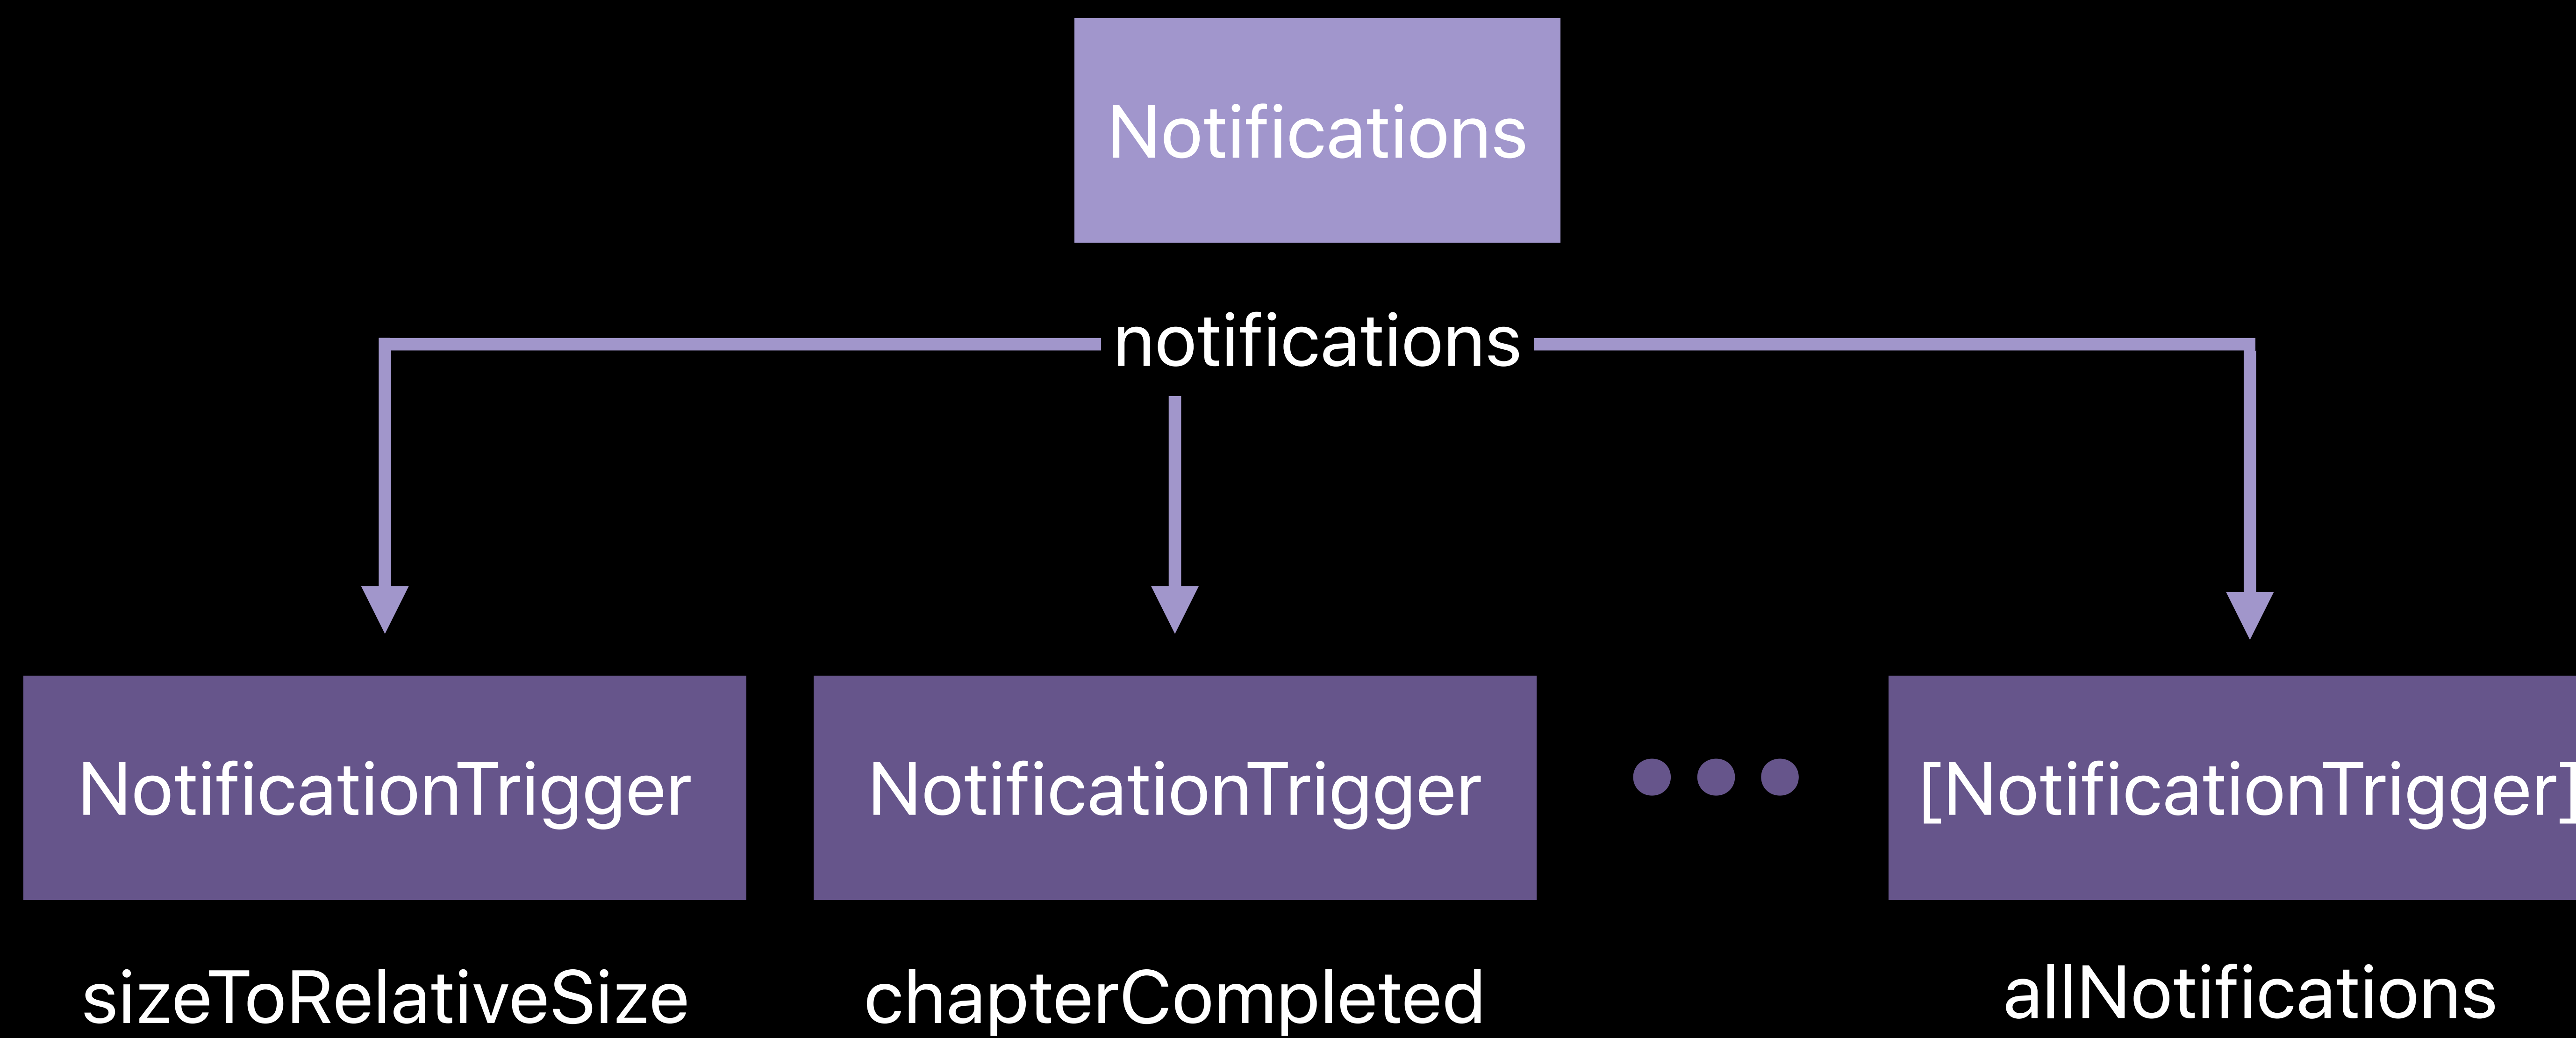 Notifications
notifications
NotificationTrigger
NotificationTrigger
[NotificationTrigger]
sizeToRelativeSize
chapterCompleted
allNotifications